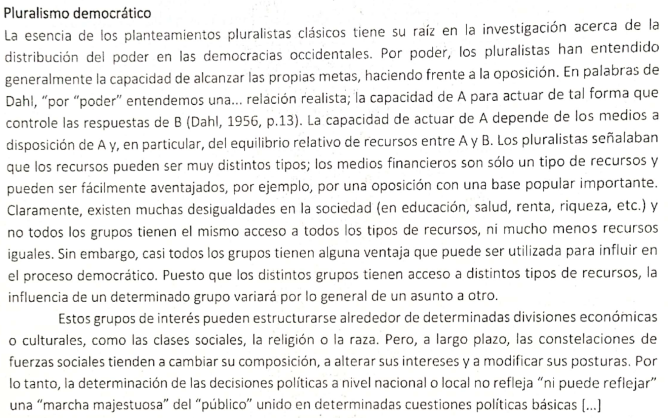 Pluralismo democrático
La esencia de los planteamientos pluralistas clásicos tiene su raíz en la investigación acerca de la
distribución del poder en las democracias occidentales. Por poder, los pluralistas han entendido
generalmente la capacidad de alcanzar las propias metas, haciendo frente a la oposición. En palabras de
Dahl, "por "poder" entendemos una... relación realista; la capacidad de A para actuar de tal forma que
controle las respuestas de B (Dahl, 1956, p.13). La capacidad de actuar de A depende de los medios a
disposición de A y, en particular, del equilibrio relativo de recursos entre A y B. Los pluralistas señalaban
que los recursos pueden ser muy distintos tipos; los medios financieros son sólo un tipo de recursos y
pueden ser fácilmente aventajados, por ejemplo, por una oposición con una base popular importante.
Claramente, existen muchas desigualdades en la sociedad (en educación, salud, renta, riqueza, etc.) y
no todos los grupos tienen el mismo acceso a todos los tipos de recursos, ni mucho menos recursos
iguales. Sin embargo, casi todos los grupos tienen alguna ventaja que puede ser utilizada para influir en
el proceso democrático. Puesto que los distintos grupos tienen acceso a distintos tipos de recursos, la
influencia de un determinado grupo variará por lo general de un asunto a otro.
Estos grupos de interés pueden estructurarse alrededor de determinadas divisiones económicas
o culturales, como las clases sociales, la religión o la raza. Pero, a largo plazo, las constelaciones de
fuerzas sociales tienden a cambiar su composición, a alterar sus intereses y a modificar sus posturas. Por
lo tanto, la determinación de las decisiones políticas a nivel nacional o local no refleja "ni puede reflejar"
una "marcha majestuosa" del "público" unido en determinadas cuestiones políticas básicas [...]